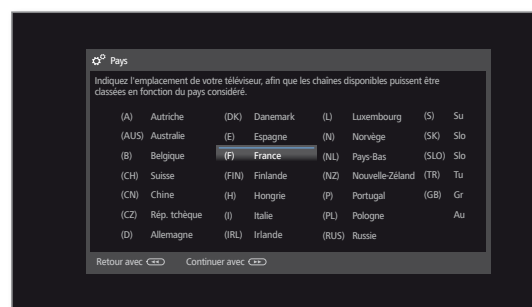 Pays
Indiquez l'emplacement de votre téléviseur, afin que les chaînes disponibles puissent être
classées en fonction du pays considéré.
(A) Autriche (DK) Danemark (L) Luxembourg (S) Su
(AUS) Australie (E) Espagne (N) Norvège (SK) Slo
(B) Belgique (F) France (NL) Pays-Bas (SLO) Slo
(CH) Suisse (FIN) Finlande (NZ) Nouvelle-Zéland (TR) Tu
(CN) Chine (H) Hongrie (P) Portugal (GB) Gr
(CZ) Rép. tchèque (I) Italie (PL) Pologne Au
(D) Allemagne (IRL) Irlande (RUS) Russie
Retour avec Continuer avec